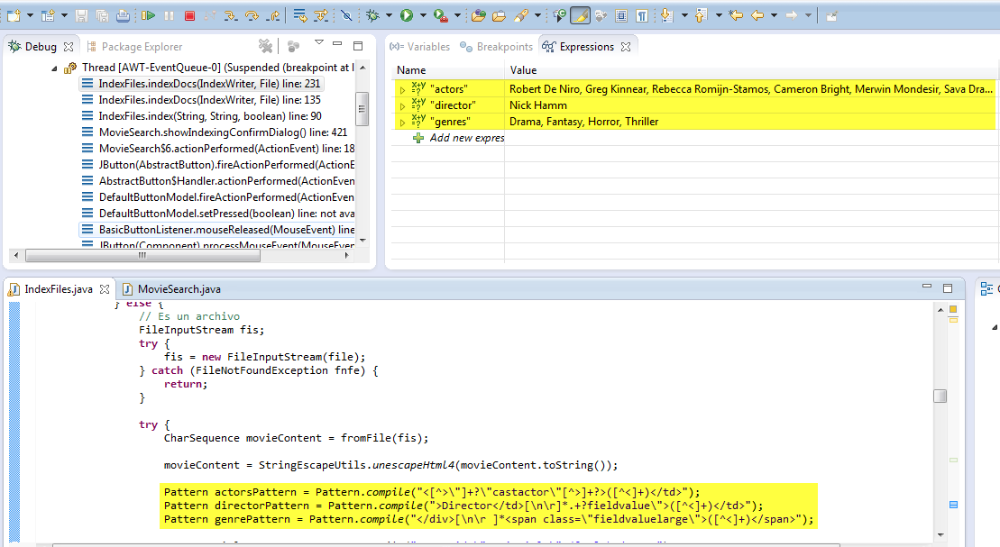 Debug
Package Explorer
Thread [AWT-EventQueue-0] (Suspended (breakpoint at l
IndexFiles.indexDocs(IndexWriter, File) line: 231
IndexFiles.indexDocs(IndexWriter, File) line: 135
IndexFiles.index(String, String, boolean) line: 90
MovieSearch.showIndexingConfirmDialog() line: 421
MovieSearch$6.actionPerformed(ActionEvent) line: 18
JButton(AbstractButton).fireActionPerformed(ActionE
AbstractButton$Handler.actionPerformed(ActionEven
DefaultButtonModel.fireActionPerformed(ActionEven
DefaultButtonModel.setPressed(boolean) line: not ava
BasicButtonListener.mouseReleased(MouseEvent) line
JButton(Component).processMouseEvent(MouseEver
(x)= Variables
Breakpoints
Expressions
Name Value
"actors" Robert De Niro, Greg Kinnear, Rebecca Romijn-Stamos, Cameron Bright, Merwin Mondesir, Sava Dra...
"director" Nick Hamm
"genres" Drama, Fantasy, Horror, Thriller
Add new expres
IndexFiles.java
MovieSearch.java
} else {
// Es un archivo
FileInputStream fis;
try {
fis = new FileInputStream(file);
} catch (FileNotFoundException fnfe) {
return;
}
try {
CharSequence movieContent = fromFile(fis);
movieContent = StringEscapeUtils.unescapeHtml4(movieContent.toString());
Pattern actorsPattern = Pattern.compile("<[^>\"]+?\"castactor\"[^>]+?>([^<]+)</td>");
Pattern directorPattern = Pattern.compile(">Director</td>[\n\r]*.+?fieldvalue\">([^<]+)</td>");
Pattern genrePattern = Pattern.compile("</div>[\n\r ]*<span class=\"fieldvaluelarge\">([^<]+)</span>");